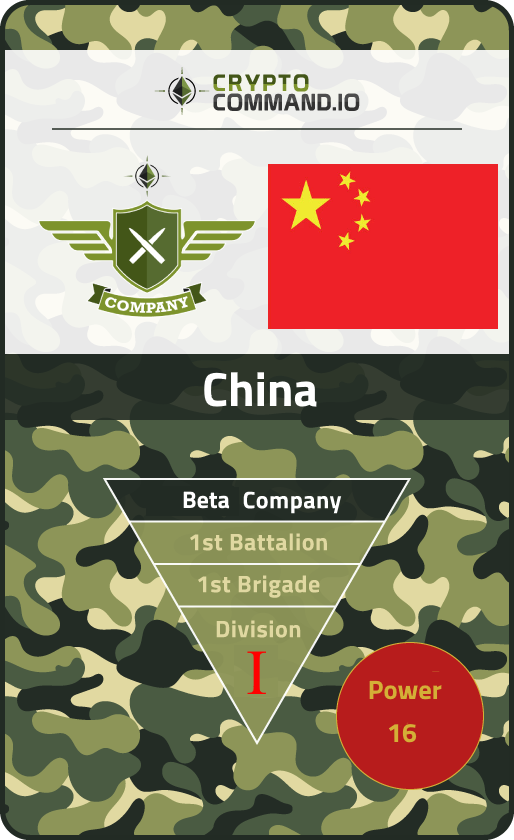 CRYPTO
COMMAND.IO
COMPANY
China
Beta Company
1st Battalion
1st Brigade
Division
I
Power
16